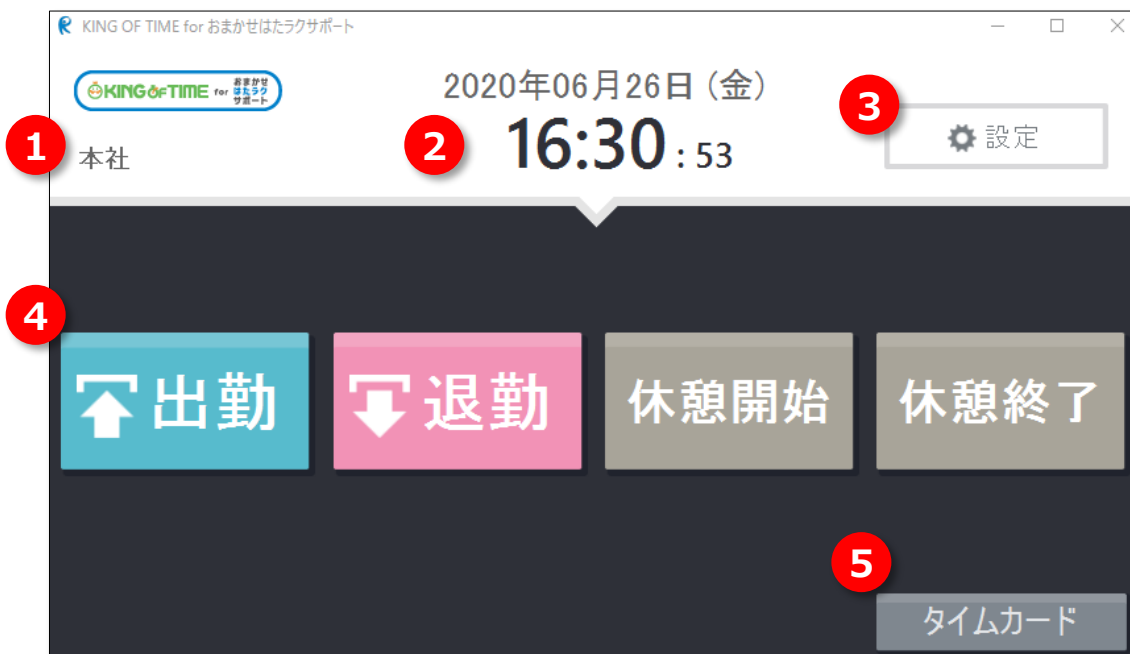 KING OF TIME for おまかせはたラクサポート
KING OF TIME for おまかせ はたラク サポート
2020年06月26日 (金)
3
設定
1
本社
2
16:30 : 53
4
出勤
退勤
休憩開始
休憩終了
5
タイムカード